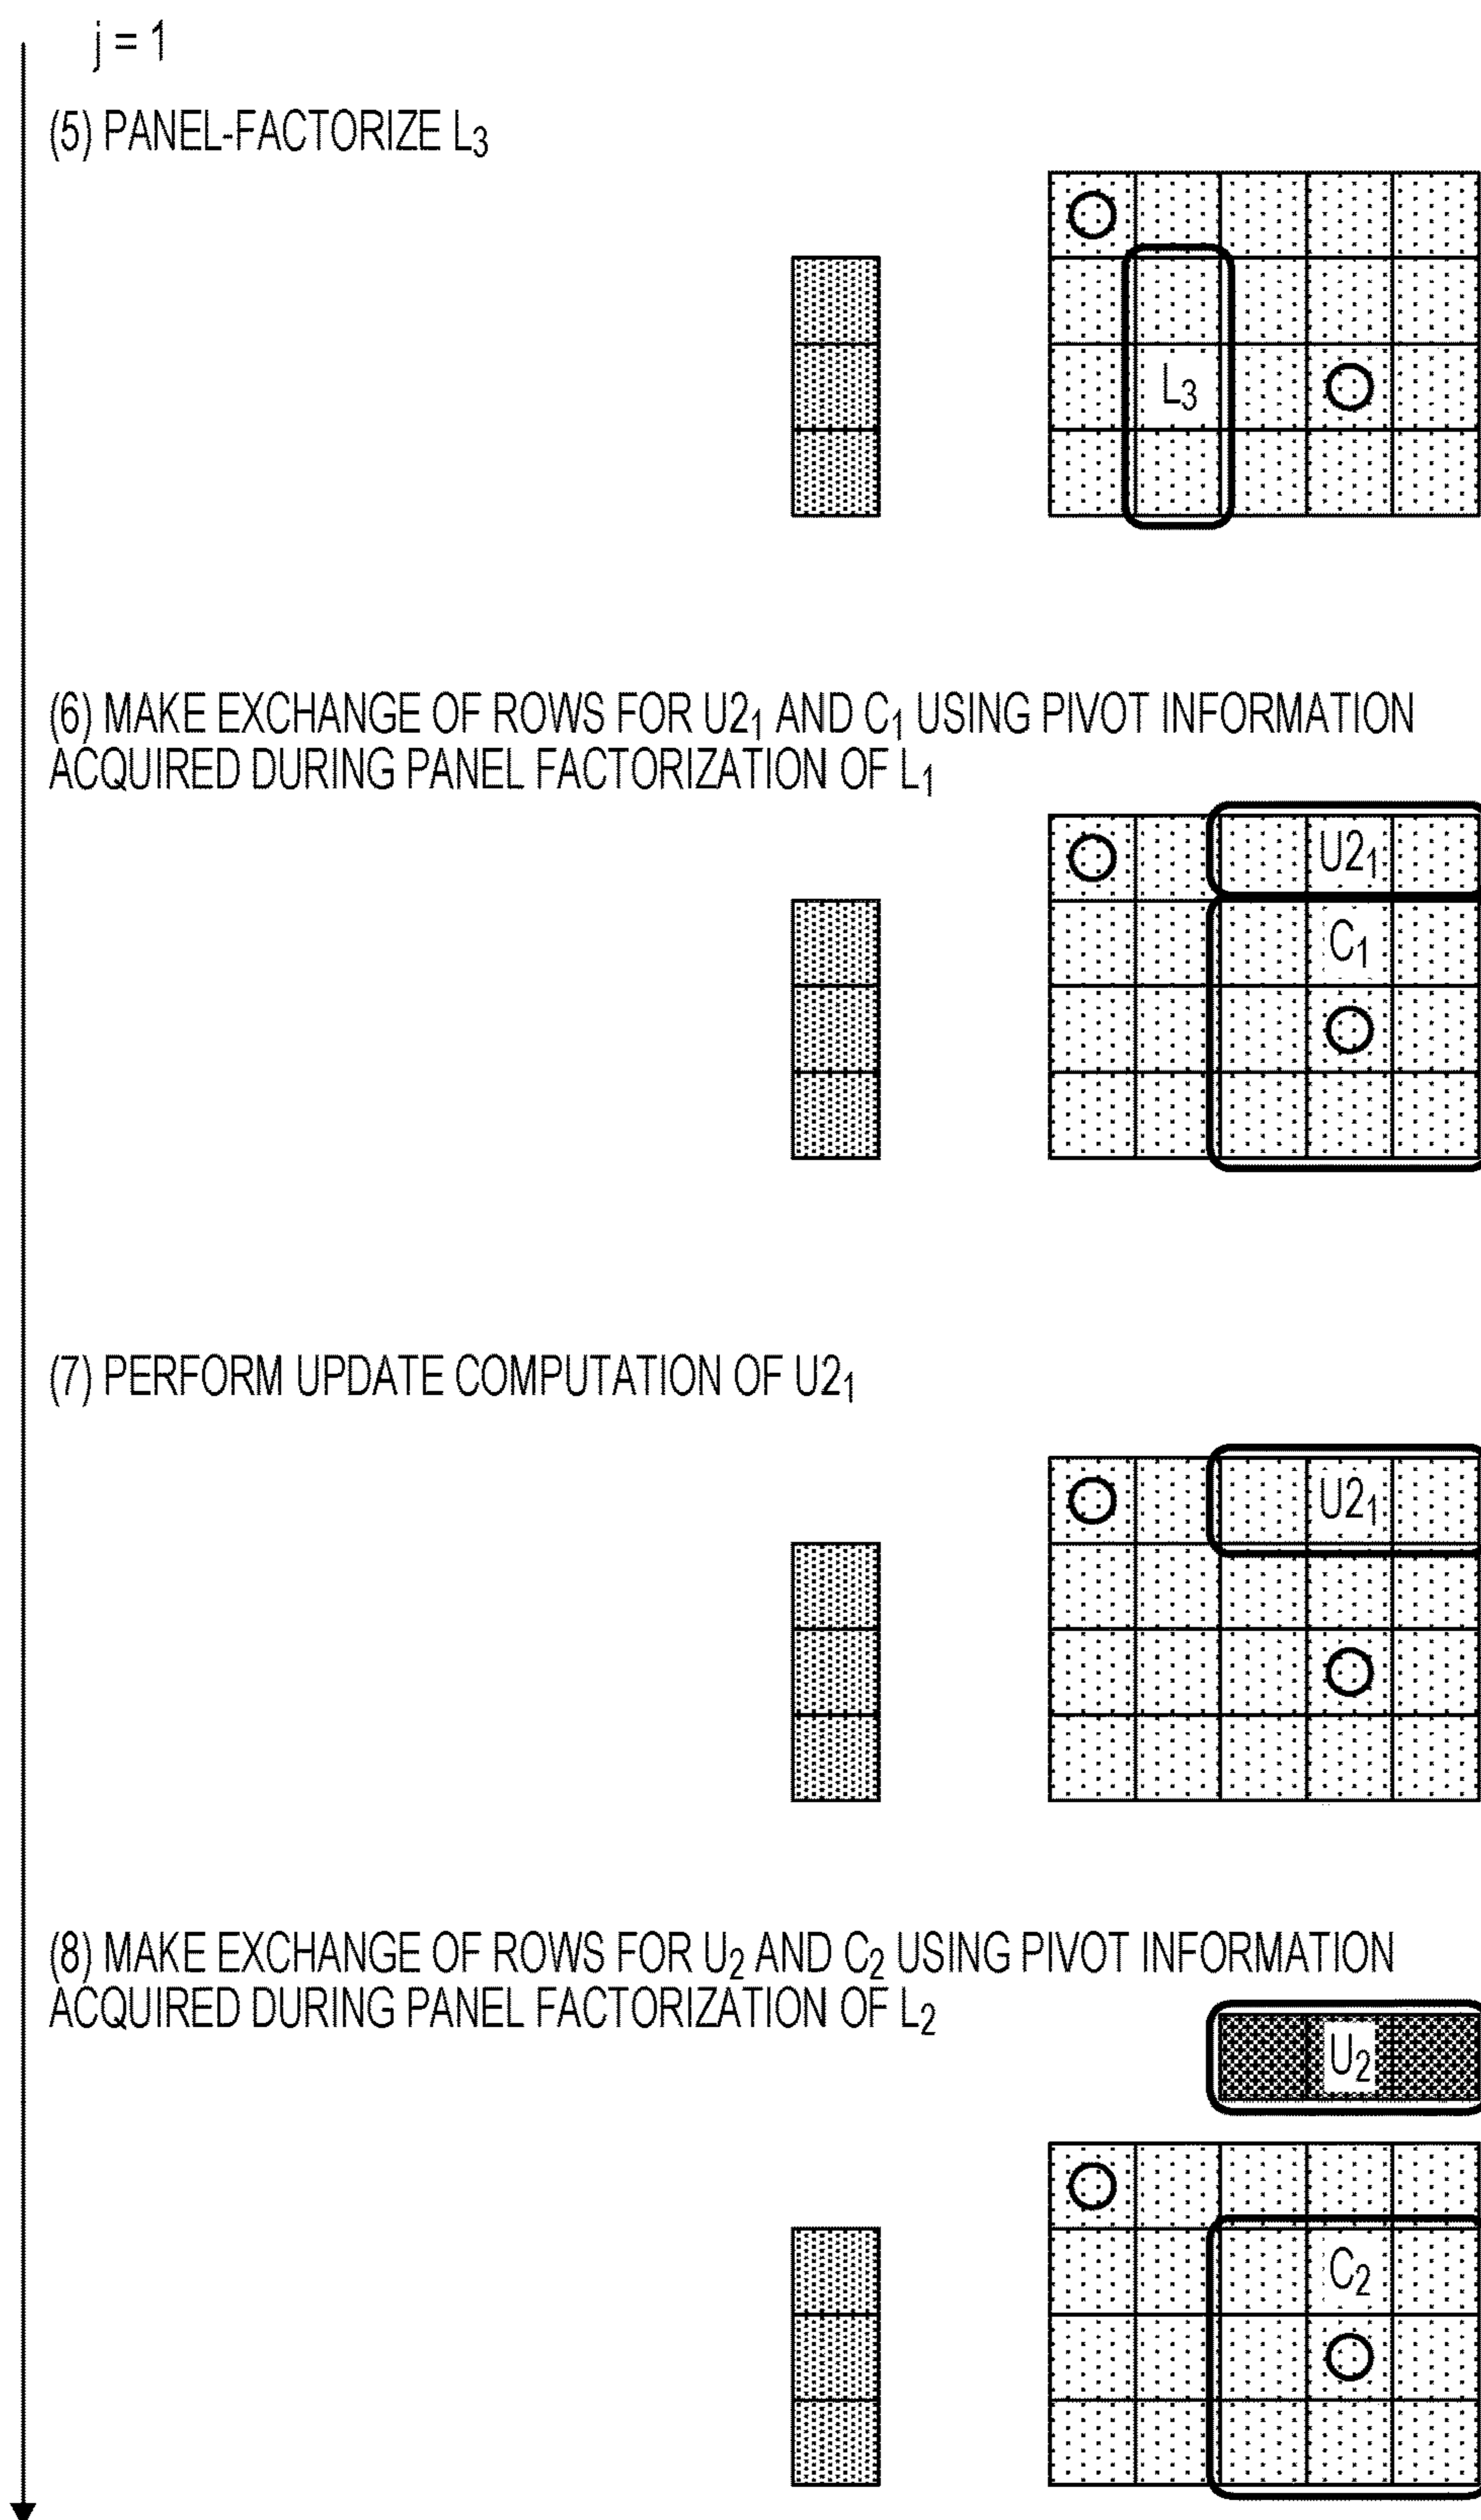 j = 1
(5) PANEL-FACTORIZE L₃
L₃
(6) MAKE EXCHANGE OF ROWS FOR U2₁ AND C₁ USING PIVOT INFORMATION
ACQUIRED DURING PANEL FACTORIZATION OF L₁
U2₁
C₁
(7) PERFORM UPDATE COMPUTATION OF U2₁
U2₁
(8) MAKE EXCHANGE OF ROWS FOR U₂ AND C₂ USING PIVOT INFORMATION
ACQUIRED DURING PANEL FACTORIZATION OF L₂
U₂
C₂